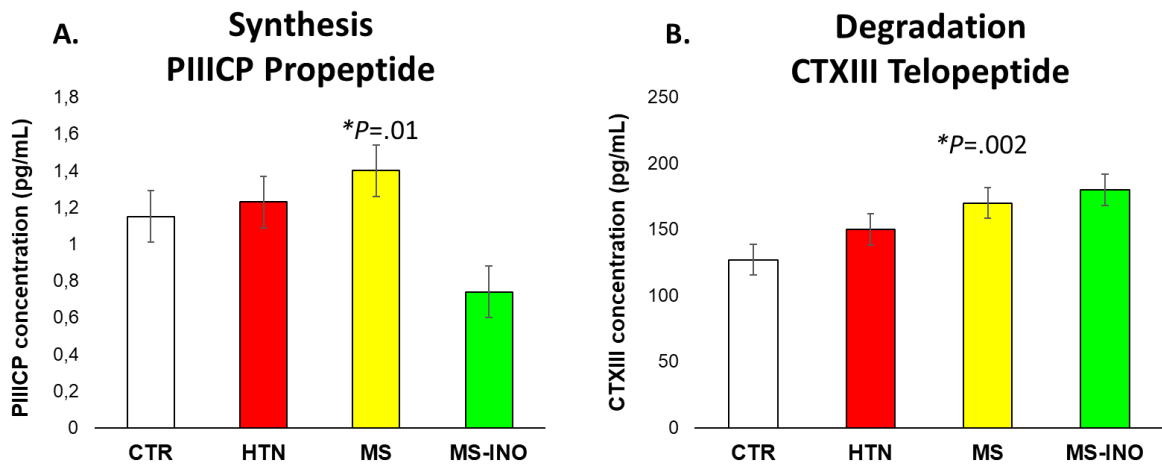 A.
Synthesis
PIIICP Propeptide
PIIICP concentration (pg/mL)
1,8
1,6
1,4
1,2
1
0,8
0,6
0,4
0,2
0
*P=.01
CTR HTN MS MS-INO
B.
Degradation
CTXIII Telopeptide
CTXIII concentration (pg/mL)
250
200
150
100
50
0
*P=.002
CTR HTN MS MS-INO